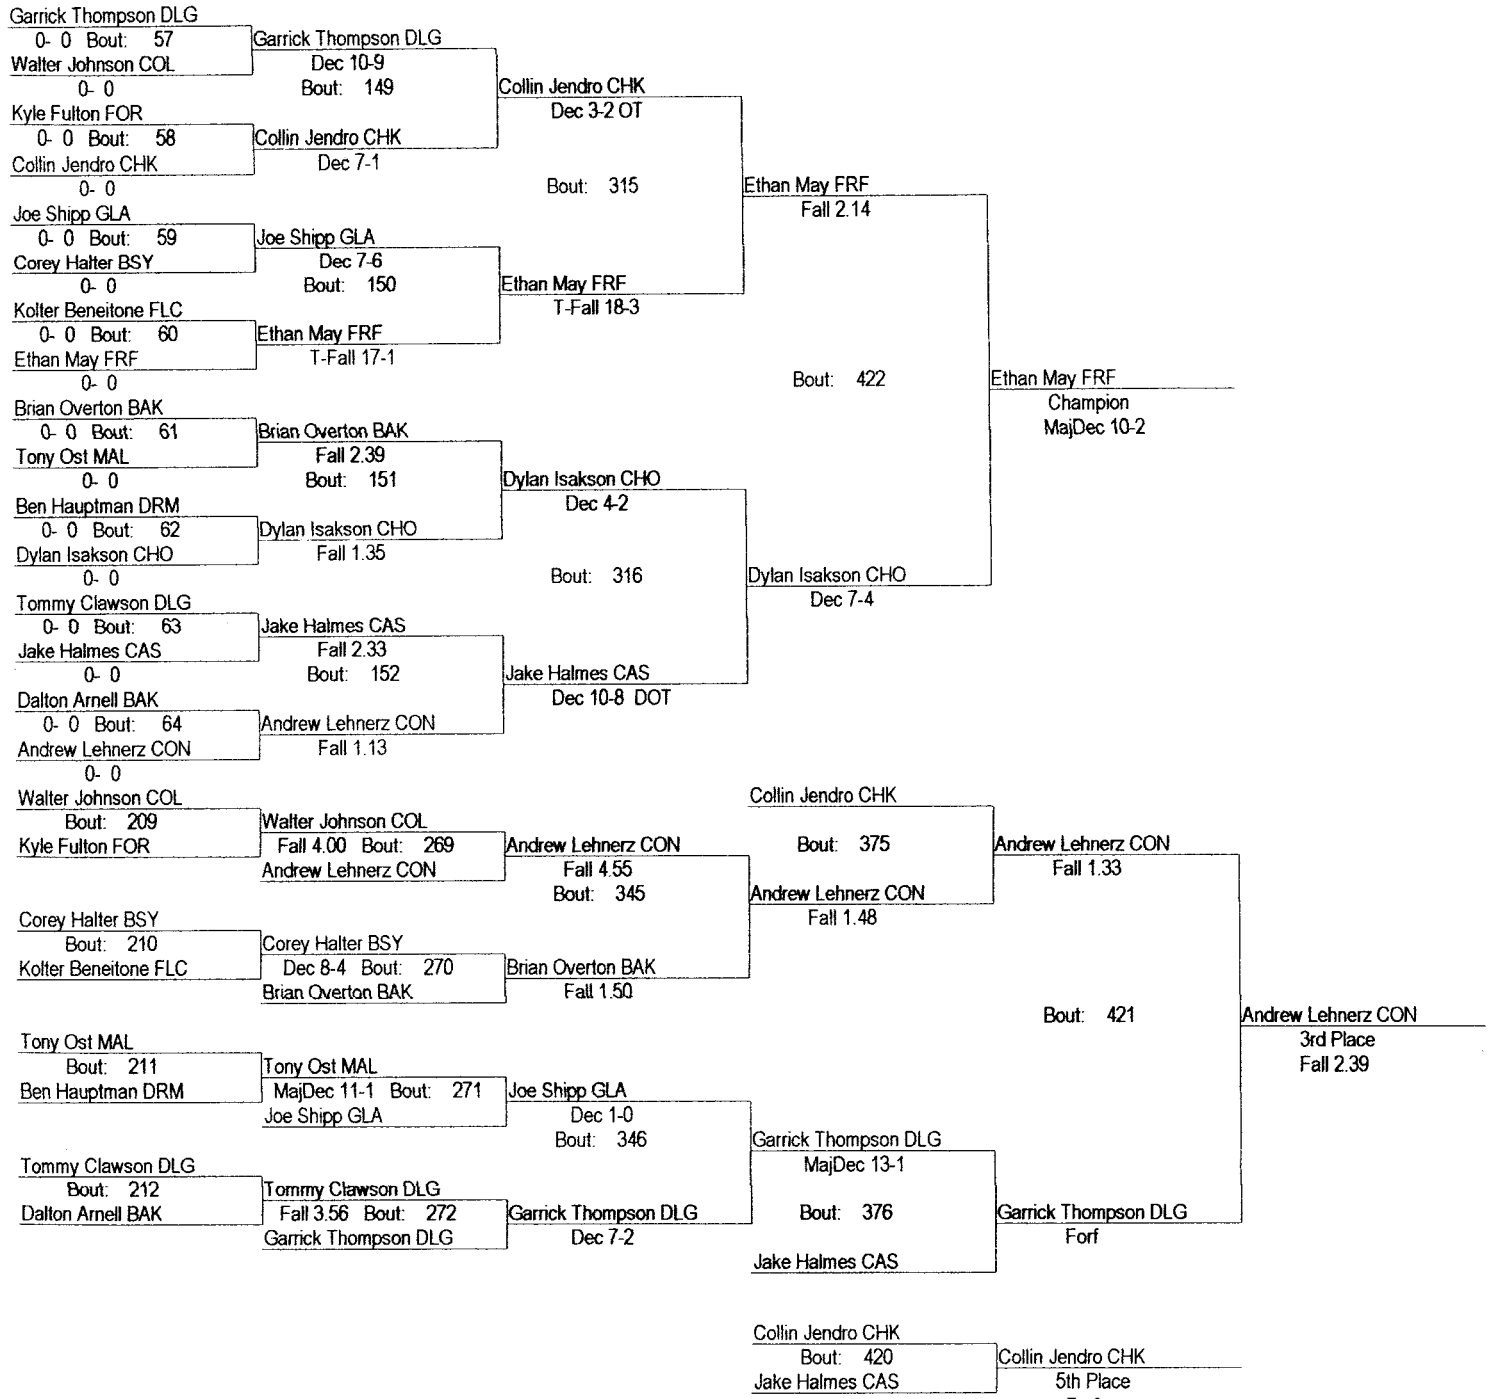 Garrick Thompson DLG
0- 0 Bout: 57
Garrick Thompson DLG
Walter Johnson COL
Dec 10-9
0- 0
Bout: 149
Collin Jendro CHK
Kyle Fulton FOR
Dec 3-2 OT
0- 0 Bout: 58
Collin Jendro CHK
Collin Jendro CHK
Dec 7-1
0- 0
Bout: 315
Ethan May FRF
Joe Shipp GLA
Fall 2.14
0- 0 Bout: 59
Joe Shipp GLA
Corey Halter BSY
Dec 7-6
0- 0
Bout: 150
Ethan May FRF
Kolter Beneitone FLC
T-Fall 18-3
0- 0 Bout: 60
Ethan May FRF
Ethan May FRF
T-Fall 17-1
0- 0
Bout: 422
Ethan May FRF
Brian Overton BAK
Champion
0- 0 Bout: 61
Brian Overton BAK
MajDec 10-2
Tony Ost MAL
Fall 2.39
0- 0
Bout: 151
Dylan Isakson CHO
Ben Hauptman DRM
Dec 4-2
0- 0 Bout: 62
Dylan Isakson CHO
Dylan Isakson CHO
Fall 1.35
0- 0
Bout: 316
Dylan Isakson CHO
Tommy Clawson DLG
Dec 7-4
0- 0 Bout: 63
Jake Halmes CAS
Jake Halmes CAS
Fall 2.33
0- 0
Bout: 152
Jake Halmes CAS
Dalton Arnell BAK
Dec 10-8 DOT
0- 0 Bout: 64
Andrew Lehnerz CON
Andrew Lehnerz CON
Fall 1.13
0- 0
Walter Johnson COL
Collin Jendro CHK
Bout: 209
Walter Johnson COL
Kyle Fulton FOR
Fall 4.00 Bout: 269
Andrew Lehnerz CON
Bout: 375
Andrew Lehnerz CON
Andrew Lehnerz CON
Fall 4.55
Fall 1.33
Bout: 345
Andrew Lehnerz CON
Corey Halter BSY
Fall 1.48
Bout: 210
Corey Halter BSY
Kolter Beneitone FLC
Dec 8-4 Bout: 270
Brian Overton BAK
Brian Overton BAK
Fall 1.50
Bout: 421
Andrew Lehnerz CON
3rd Place
Fall 2.39
Tony Ost MAL
Bout: 211
Tony Ost MAL
Ben Hauptman DRM
MajDec 11-1 Bout: 271
Joe Shipp GLA
Joe Shipp GLA
Dec 1-0
Bout: 346
Garrick Thompson DLG
Tommy Clawson DLG
MajDec 13-1
Bout: 212
Tommy Clawson DLG
Dalton Arnell BAK
Fall 3.56 Bout: 272
Garrick Thompson DLG
Bout: 376
Garrick Thompson DLG
Garrick Thompson DLG
Dec 7-2
Forf
Jake Halmes CAS
Collin Jendro CHK
Bout: 420
Collin Jendro CHK
Jake Halmes CAS
5th Place